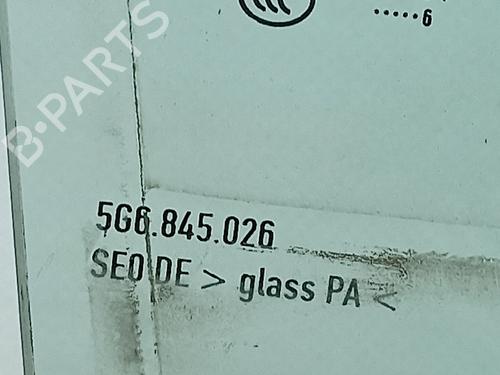 .....6
B-PARTS
5G6.845.026
SEO DE > glass PA <